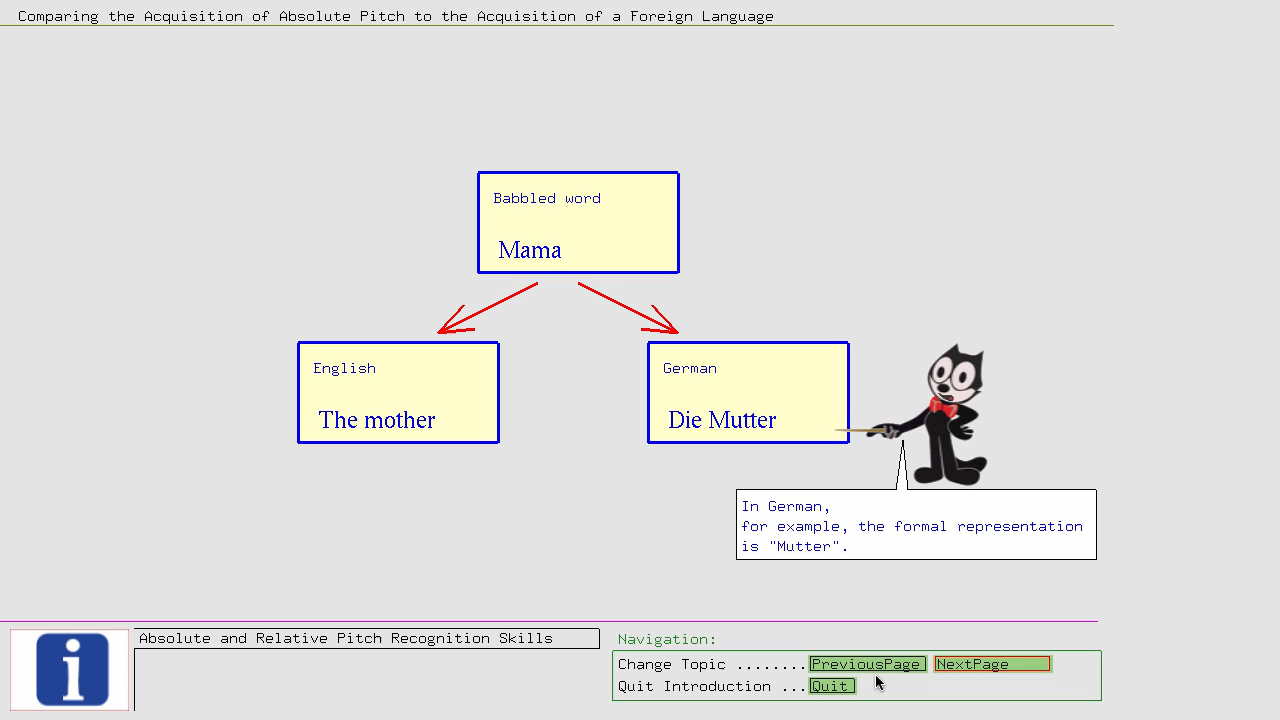 Comparing the Acquisition of Absolute Pitch to the Acquisition of a Foreign Language
Babbled word
Mama
English
The mother
German
Die Mutter
In German,
for example, the formal representation
is "Mutter".
Absolute and Relative Pitch Recognition Skills
Navigation:
Change Topic ........PreviousPage NextPage
Quit Introduction ...Quit